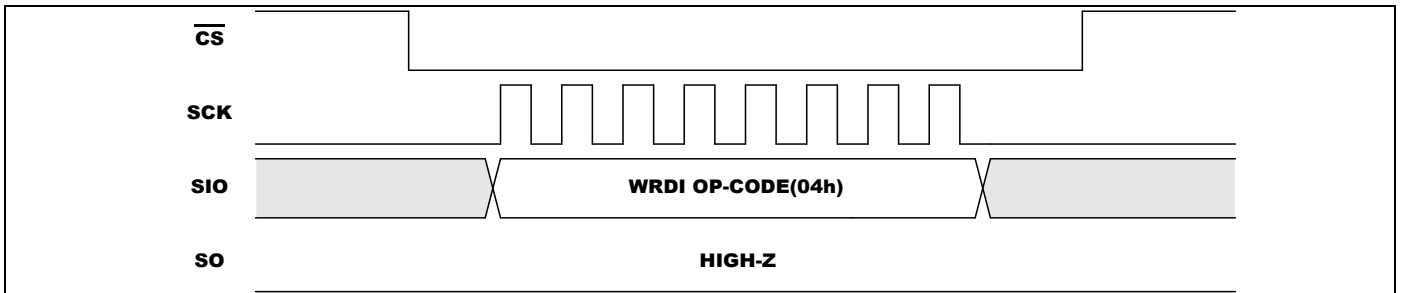 CS
SCK
SIO
WRDI OP-CODE(04h)
SO
HIGH-Z